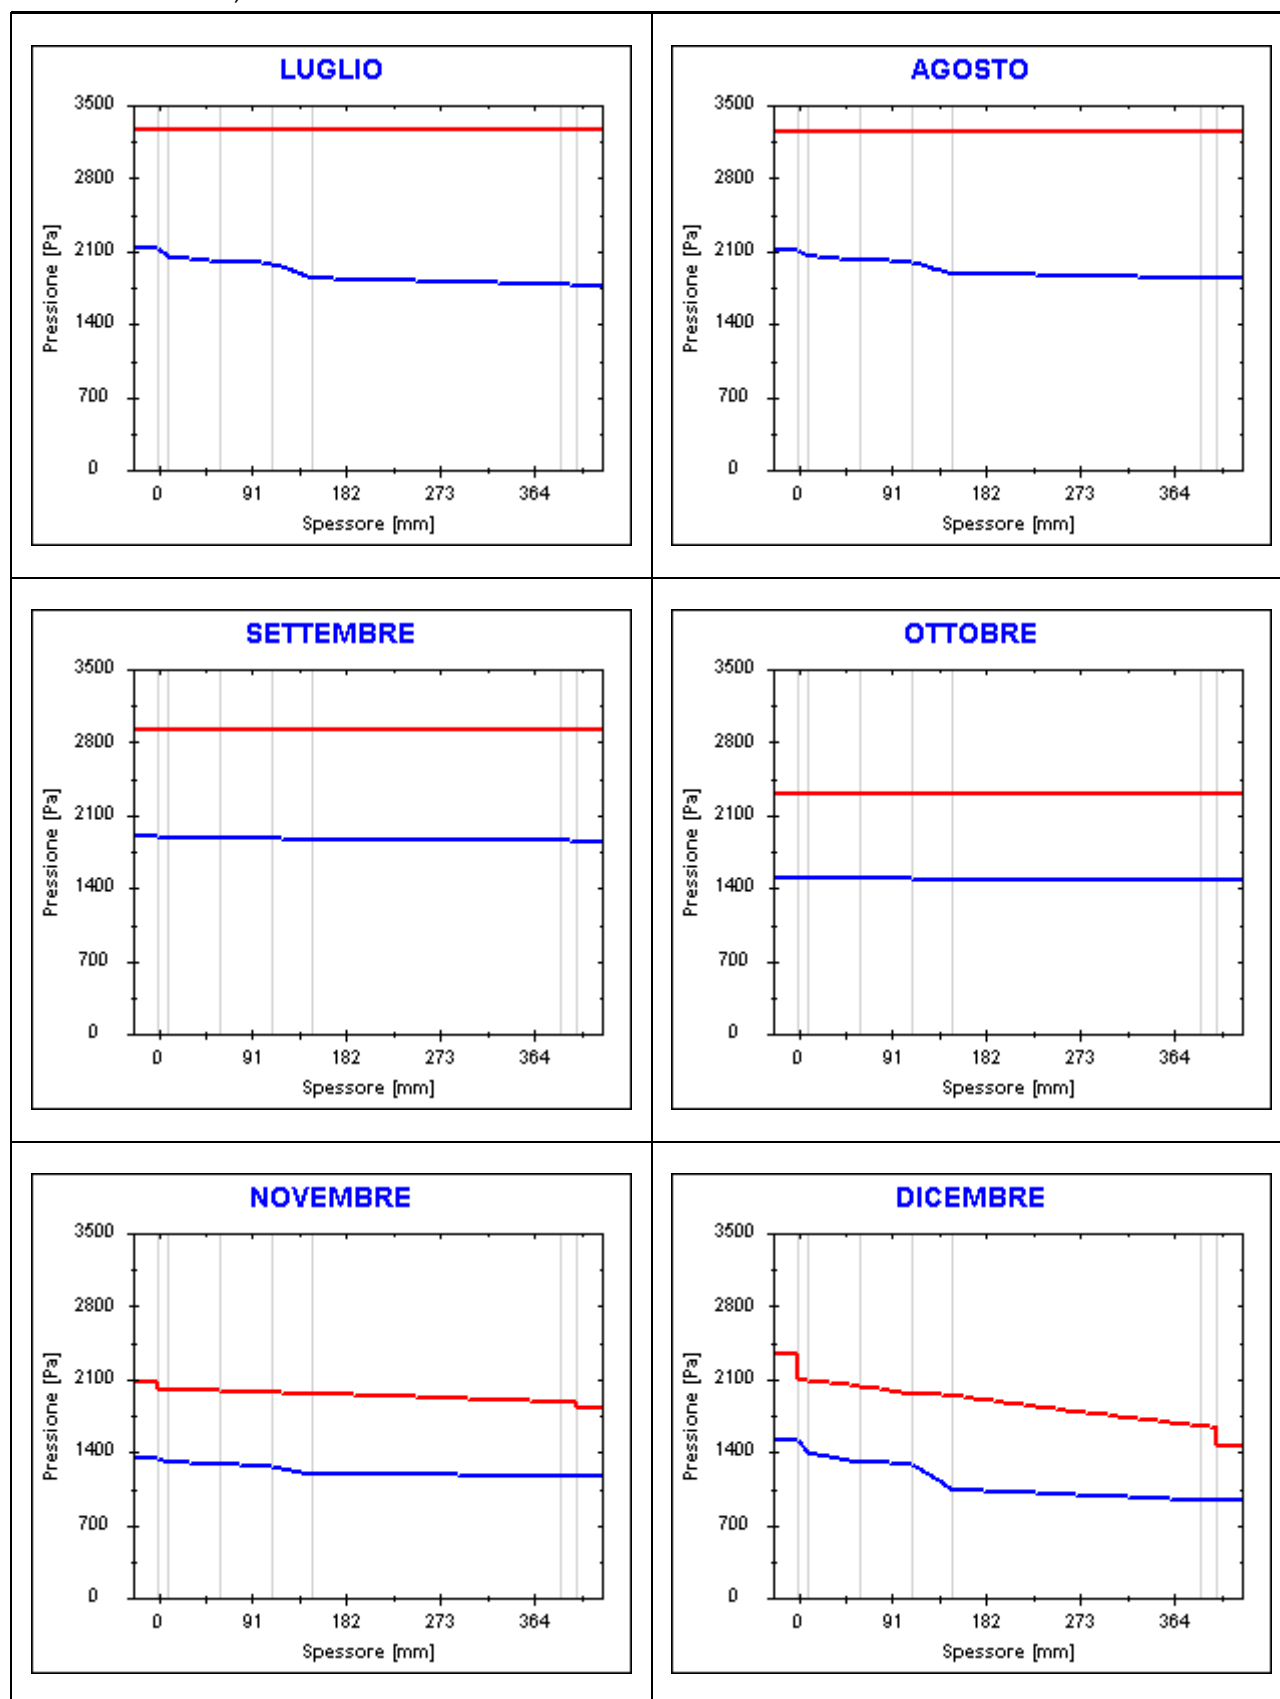 LUGLIO
3500
2800
2100
1400
700
0
Pressione [Pa]
0 91 182 273 364
Spessore [mm]
AGOSTO
3500
2800
2100
1400
700
0
Pressione [Pa]
0 91 182 273 364
Spessore [mm]
SETTEMBRE
3500
2800
2100
1400
700
0
Pressione [Pa]
0 91 182 273 364
Spessore [mm]
OTTOBRE
3500
2800
2100
1400
700
0
Pressione [Pa]
0 91 182 273 364
Spessore [mm]
NOVEMBRE
3500
2800
2100
1400
700
0
Pressione [Pa]
0 91 182 273 364
Spessore [mm]
DICEMBRE
3500
2800
2100
1400
700
0
Pressione [Pa]
0 91 182 273 364
Spessore [mm]